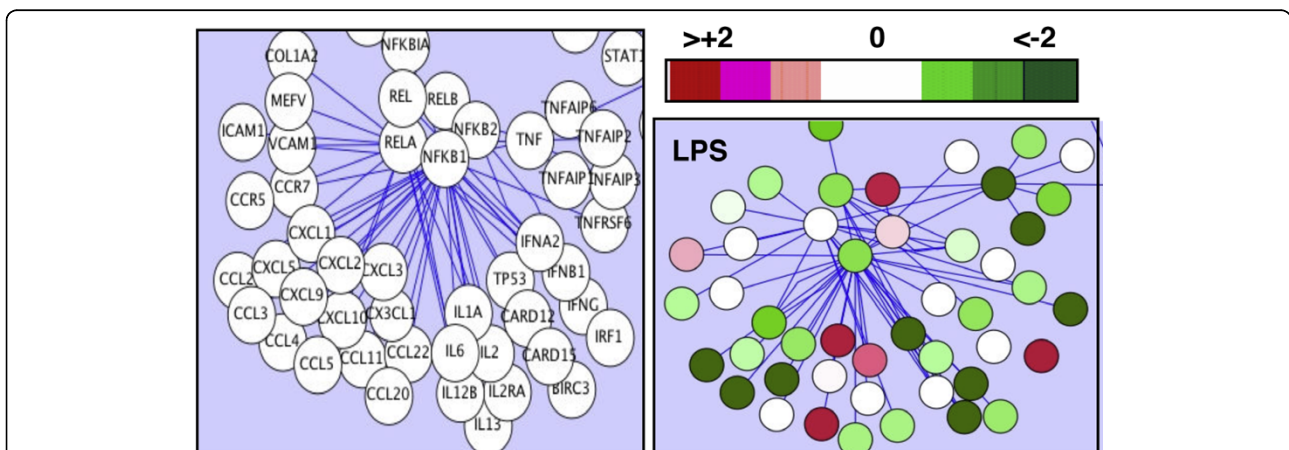 >+2 0 <-2
NFKBIA
COL1A2
STAT1
MEFV
REL
RELB
TNFAIP6
ICAM1
VCAM1
RELA
NFKB2
TNF
TNFAIP2
NFKB1
CCR7
TNFAIP1
NFAIP3
CCR5
TNFRSF6
CXCL1
IFNA2
CCL2
CXCL5
CXCL2
CXCL3
TP53
IFNB1
CXCL9
IFNG
CCL3
CXCL10
CX3CL1
IL1A
CARD12
CCL4
IRF1
CCL5
CCL11
CCL22
IL6
IL2
CARD15
CCL20
IL12B
IL2RA
BIRC3
IL13
LPS